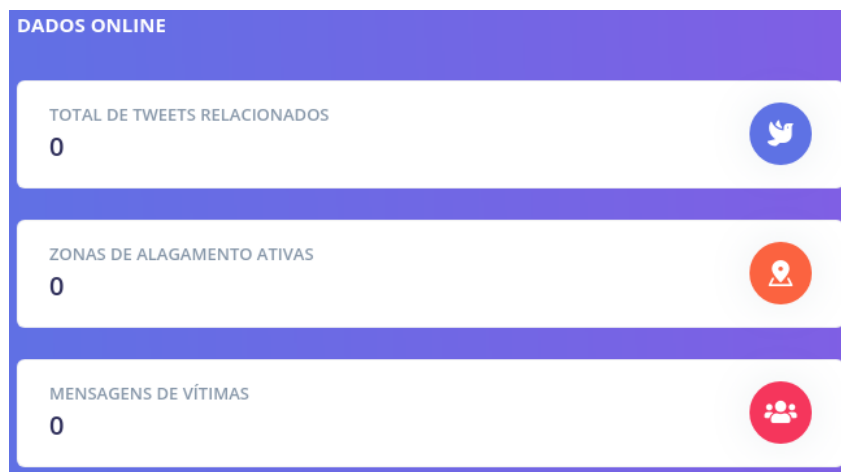 DADOS ONLINE
TOTAL DE TWEETS RELACIONADOS
0
ZONAS DE ALAGAMENTO ATIVAS
0
MENSAGENS DE VÍTIMAS
0